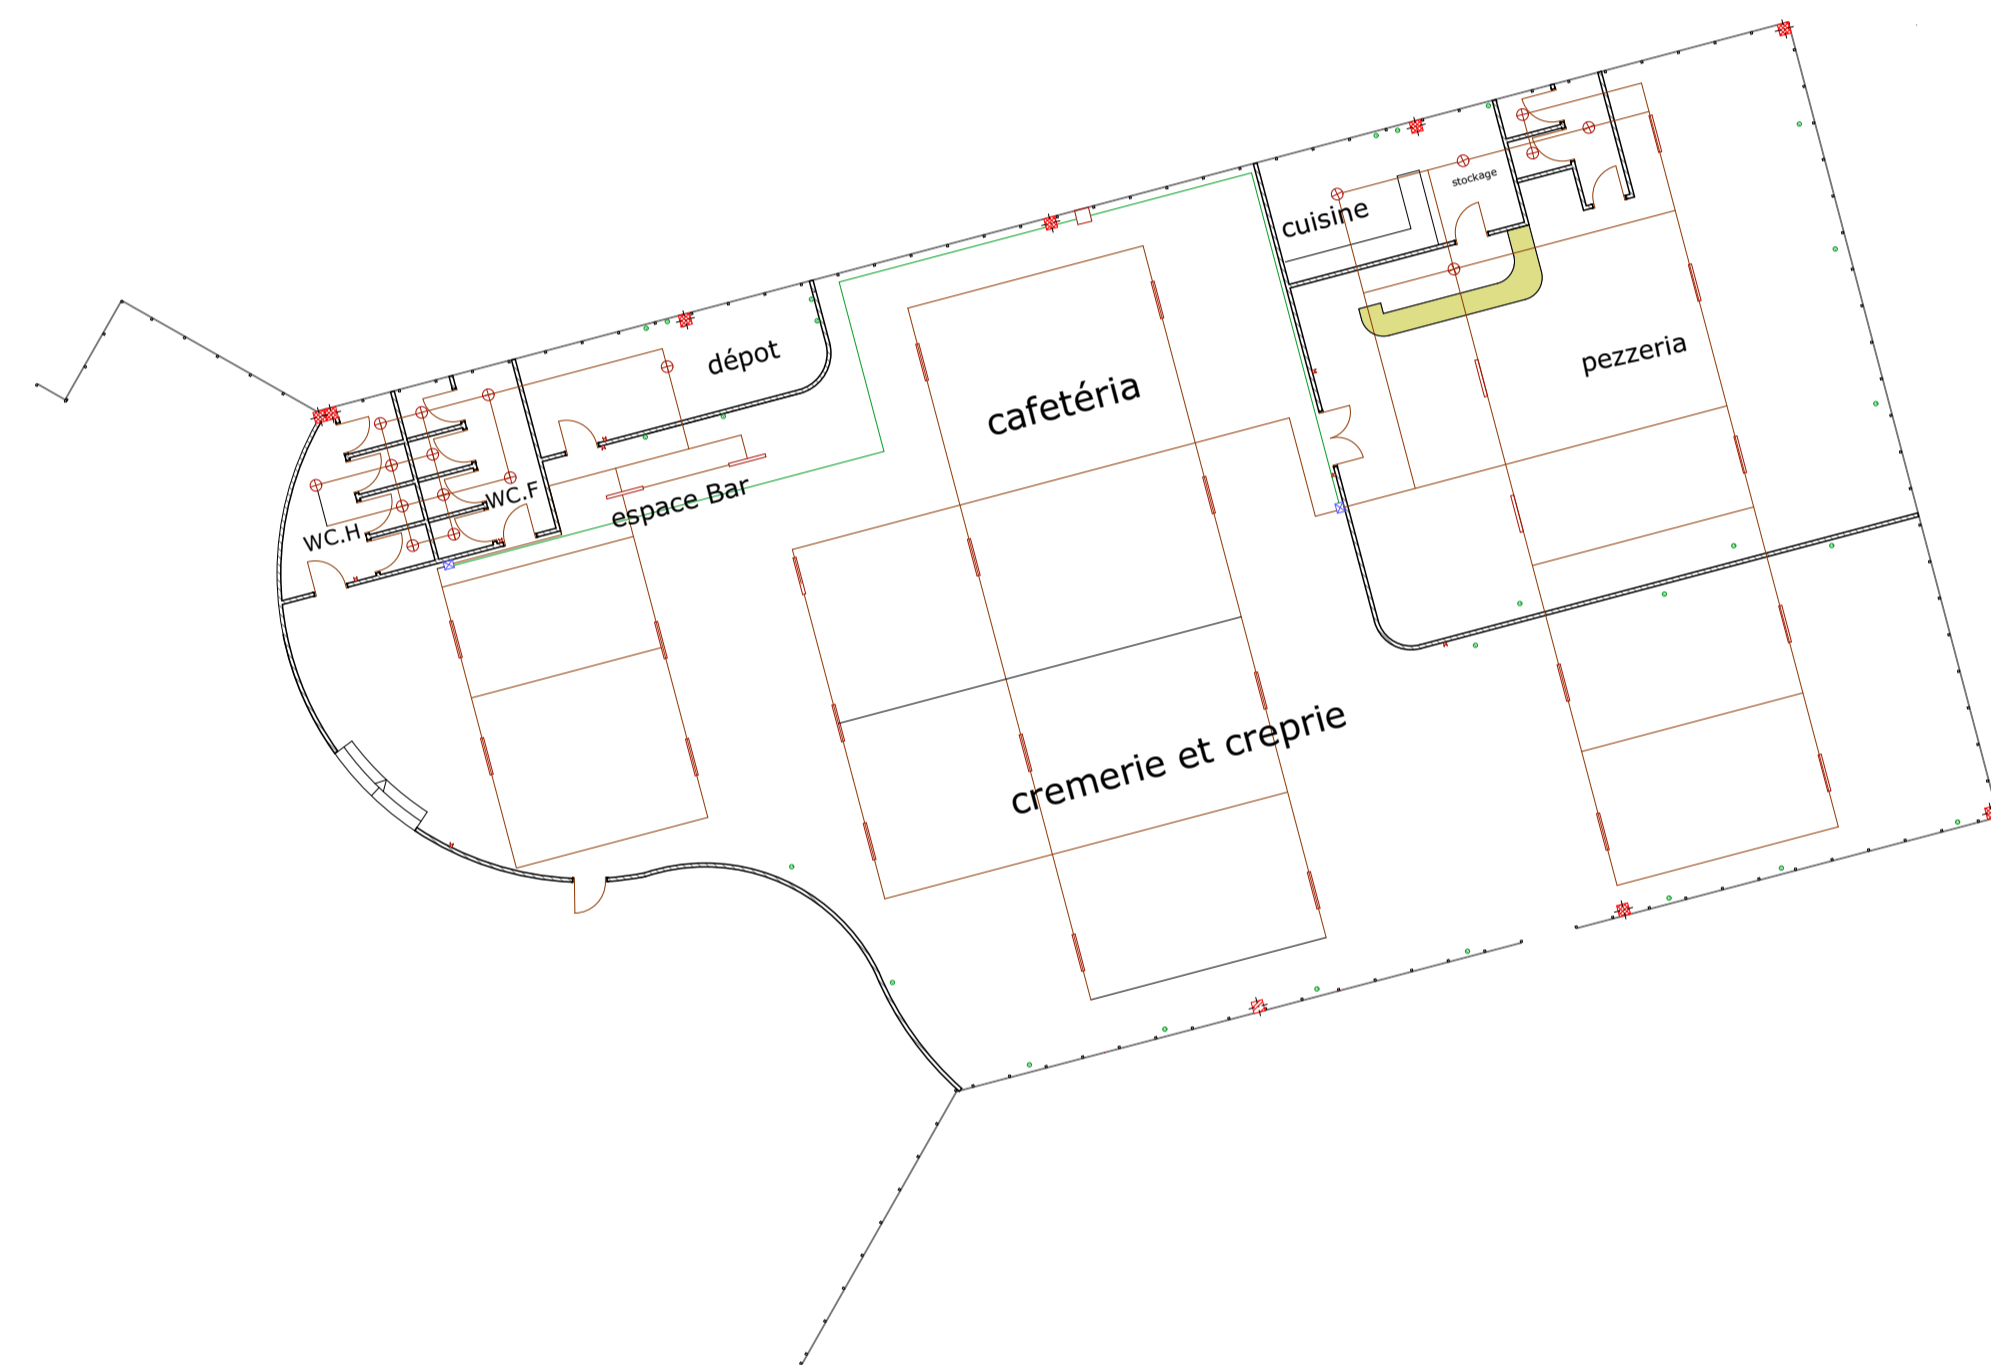 stockage
cuisine
pezzeria
dépot
cafetéria
espace Bar
WC.F
WC.H
cremerie et creprie